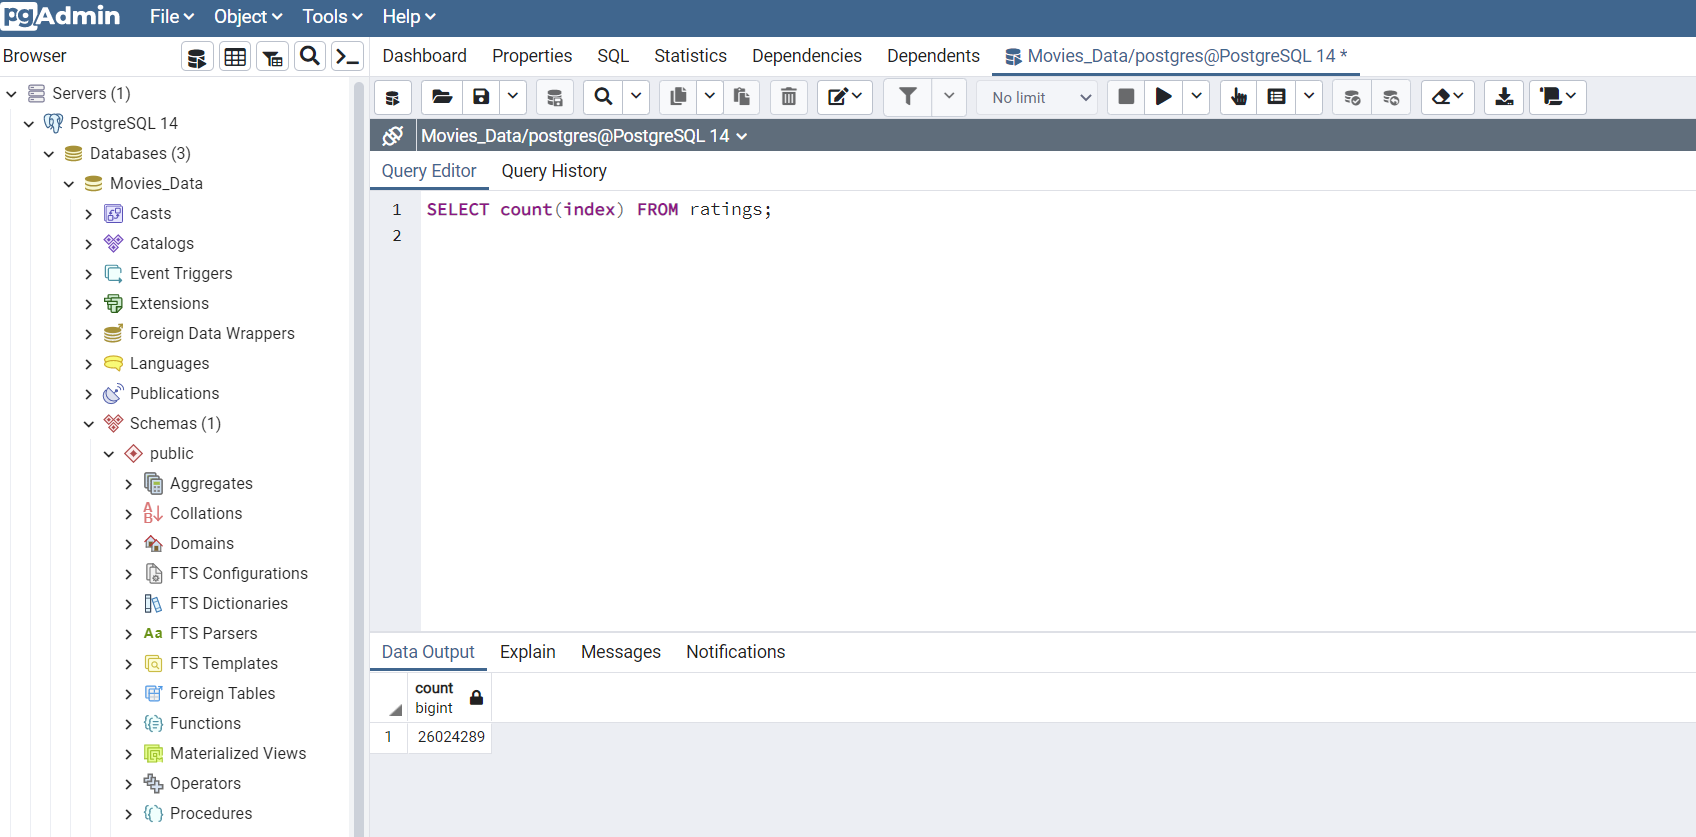 pgAdmin File Object Tools Help
Browser
Dashboard Properties SQL Statistics Dependencies Dependents Movies_Data/postgres@PostgreSQL 14 *
No limit
Movies_Data/postgres@PostgreSQL 14
Query Editor Query History
1 SELECT count(index) FROM ratings;
2
Servers (1)
PostgreSQL 14
Databases (3)
Movies_Data
Casts
Catalogs
Event Triggers
Extensions
Foreign Data Wrappers
Languages
Publications
Schemas (1)
public
Aggregates
Collations
Domains
FTS Configurations
FTS Dictionaries
Aa FTS Parsers
FTS Templates
Foreign Tables
Functions
Materialized Views
Operators
Procedures
Data Output Explain Messages Notifications
count
bigint
1 26024289